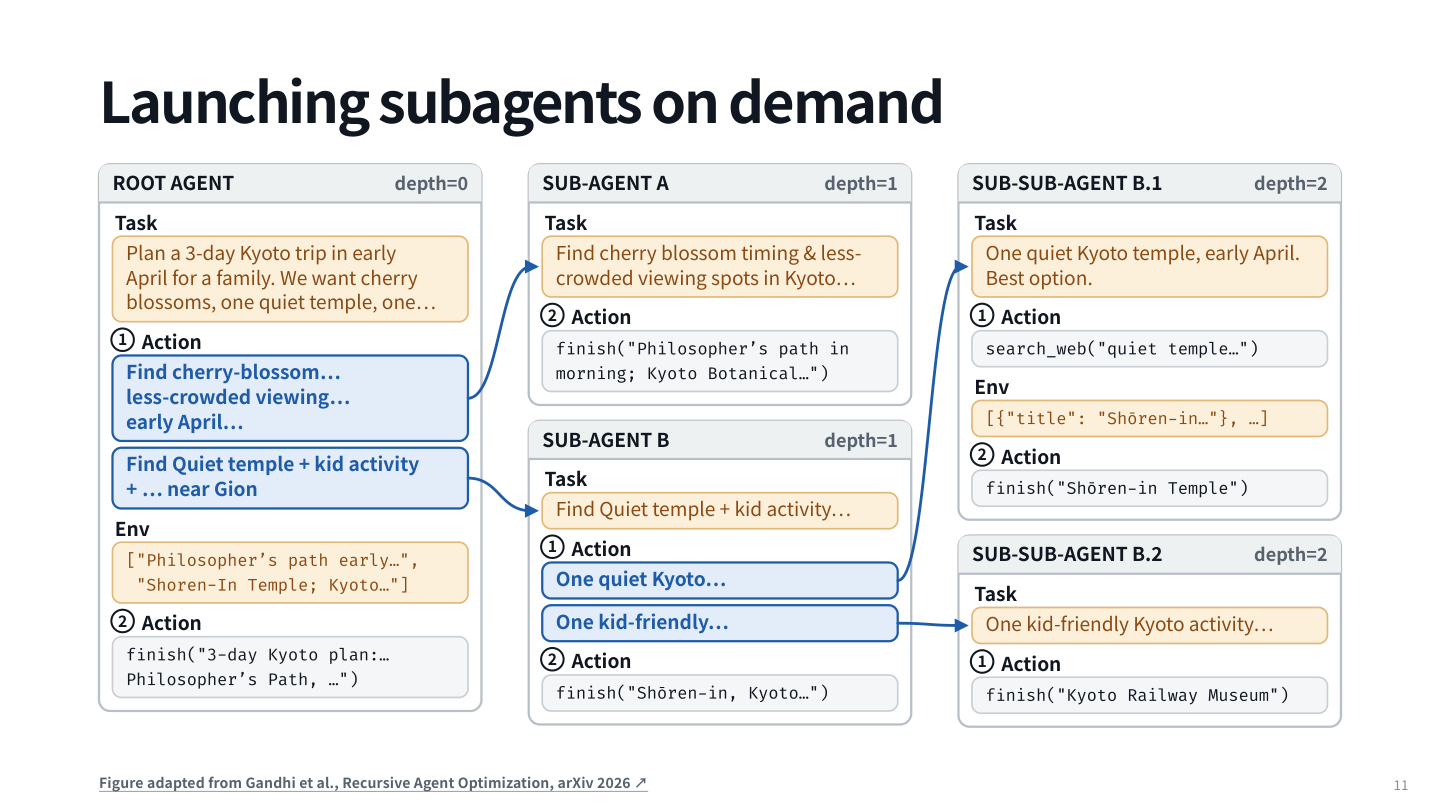 Launching subagents on demand
ROOT AGENT depth=0
Task
Plan a 3-day Kyoto trip in early
April for a family. We want cherry
blossoms, one quiet temple, one…
1 Action
Find cherry-blossom…
less-crowded viewing…
early April…
Find Quiet temple + kid activity
+ … near Gion
Env
["Philosopher’s path early…",
"Shoren-In Temple; Kyoto…"]
2 Action
finish("3-day Kyoto plan:…
Philosopher’s Path, …")
SUB-AGENT A depth=1
Task
Find cherry blossom timing & less-
crowded viewing spots in Kyoto…
2 Action
finish("Philosopher’s path in
morning; Kyoto Botanical…")
SUB-AGENT B depth=1
Task
Find Quiet temple + kid activity…
1 Action
One quiet Kyoto…
One kid-friendly…
2 Action
finish("Shōren-in, Kyoto…")
SUB-SUB-AGENT B.1 depth=2
Task
One quiet Kyoto temple, early April.
Best option.
1 Action
search_web("quiet temple…")
Env
[{"title": "Shōren-in…"}, …]
2 Action
finish("Shōren-in Temple")
SUB-SUB-AGENT B.2 depth=2
Task
One kid-friendly Kyoto activity…
1 Action
finish("Kyoto Railway Museum")
Figure adapted from Gandhi et al., Recursive Agent Optimization, arXiv 2026 ↗
11